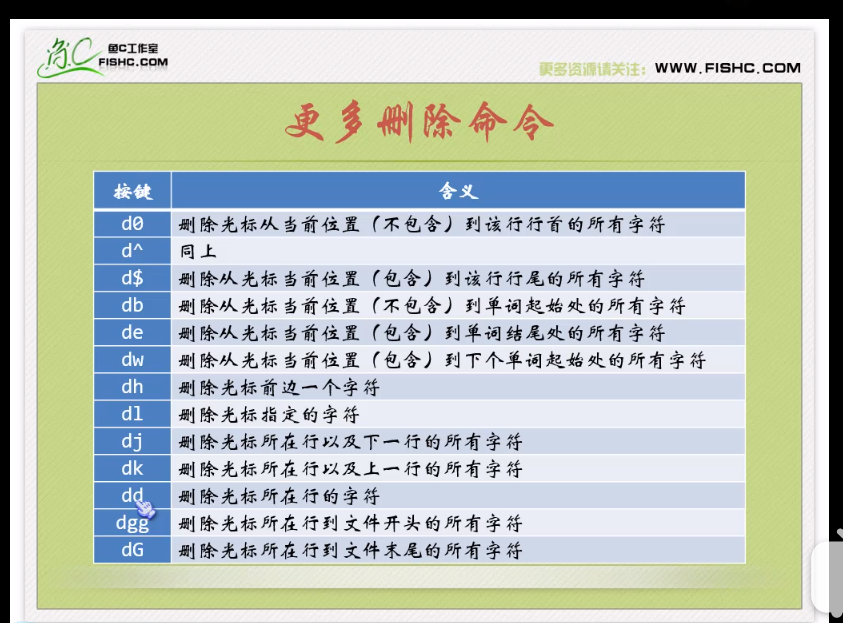 鱼C工作室
FISHC.COM
更多资源请关注: WWW.FISHC.COM
更多删除命令
按键 含义
d0 删除光标从当前位置（不包含）到该行行首的所有字符
d^ 同上
d$ 删除从光标当前位置（包含）到该行行尾的所有字符
db 删除从光标当前位置（不包含）到单词起始处的所有字符
de 删除从光标当前位置（包含）到单词结尾处的所有字符
dw 删除从光标当前位置（包含）到下个单词起始处的所有字符
dh 删除光标前边一个字符
dl 删除光标指定的字符
dj 删除光标所在行以及下一行的所有字符
dk 删除光标所在行以及上一行的所有字符
dd 删除光标所在行的字符
dgg 删除光标所在行到文件开头的所有字符
dG 删除光标所在行到文件末尾的所有字符